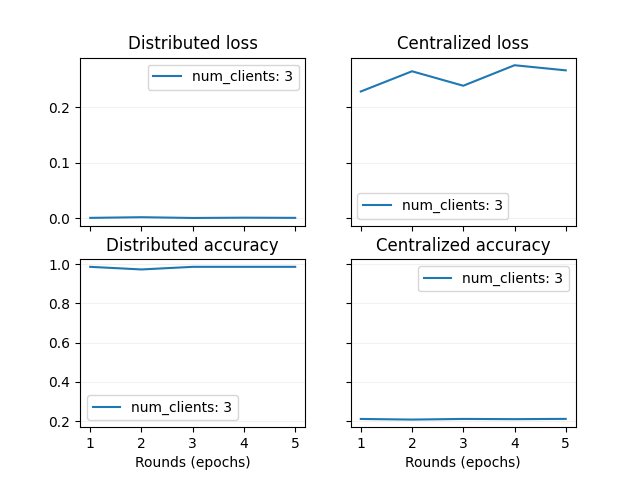 Distributed loss
Centralized loss
num_clients: 3
0.2
0.1
0.0
num_clients: 3
Distributed accuracy
Centralized accuracy
1.0
num_clients: 3
0.8
0.6
0.4
num_clients: 3
0.2
1 2 3 4 5
1 2 3 4 5
Rounds (epochs)
Rounds (epochs)